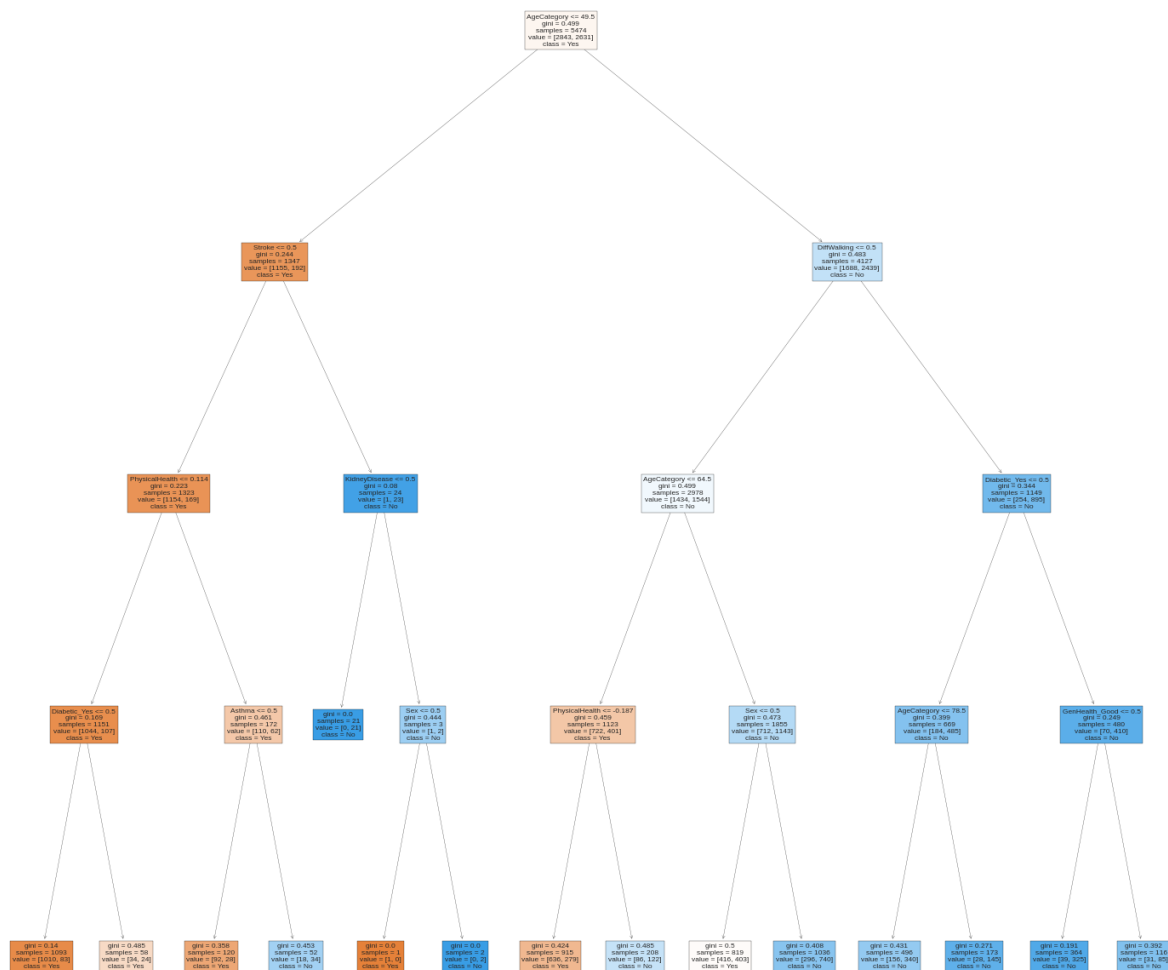 AgeCategory <= 49.5
gini = 0.499
samples = 5474
value = [2843, 2631]
class = Yes
Stroke <= 0.5
gini = 0.244
samples = 1347
value = [1155, 192]
class = Yes
DiffWalking <= 0.5
gini = 0.483
samples = 4127
value = [1688, 2439]
class = No
PhysicalHealth <= 0.114
gini = 0.223
samples = 1323
value = [1154, 169]
class = Yes
KidneyDisease <= 0.5
gini = 0.08
samples = 24
value = [1, 23]
class = No
AgeCategory <= 64.5
gini = 0.499
samples = 2978
value = [1434, 1544]
class = No
Diabetic_Yes <= 0.5
gini = 0.344
samples = 1149
value = [254, 895]
class = No
Diabetic_Yes <= 0.5
gini = 0.169
samples = 1151
value = [1044, 107]
class = Yes
Asthma <= 0.5
gini = 0.461
samples = 172
value = [110, 62]
class = Yes
gini = 0.0
samples = 21
value = [0, 21]
class = No
Sex <= 0.5
gini = 0.444
samples = 3
value = [1, 2]
class = No
PhysicalHealth <= -0.187
gini = 0.459
samples = 1123
value = [722, 401]
class = Yes
Sex <= 0.5
gini = 0.473
samples = 1855
value = [712, 1143]
class = No
AgeCategory <= 78.5
gini = 0.399
samples = 669
value = [184, 485]
class = No
GenHealth_Good <= 0.5
gini = 0.249
samples = 480
value = [70, 410]
class = No
gini = 0.14
samples = 1093
value = [1010, 83]
class = Yes
gini = 0.485
samples = 58
value = [34, 24]
class = Yes
gini = 0.358
samples = 120
value = [92, 28]
class = Yes
gini = 0.453
samples = 52
value = [18, 34]
class = No
gini = 0.0
samples = 1
value = [1, 0]
class = Yes
gini = 0.0
samples = 2
value = [0, 2]
class = No
gini = 0.424
samples = 915
value = [636, 279]
class = Yes
gini = 0.485
samples = 208
value = [86, 122]
class = No
gini = 0.5
samples = 819
value = [416, 403]
class = Yes
gini = 0.408
samples = 1036
value = [296, 740]
class = No
gini = 0.431
samples = 496
value = [156, 340]
class = No
gini = 0.271
samples = 173
value = [28, 145]
class = No
gini = 0.191
samples = 364
value = [39, 325]
class = No
gini = 0.392
samples = 116
value = [31, 85]
class = No